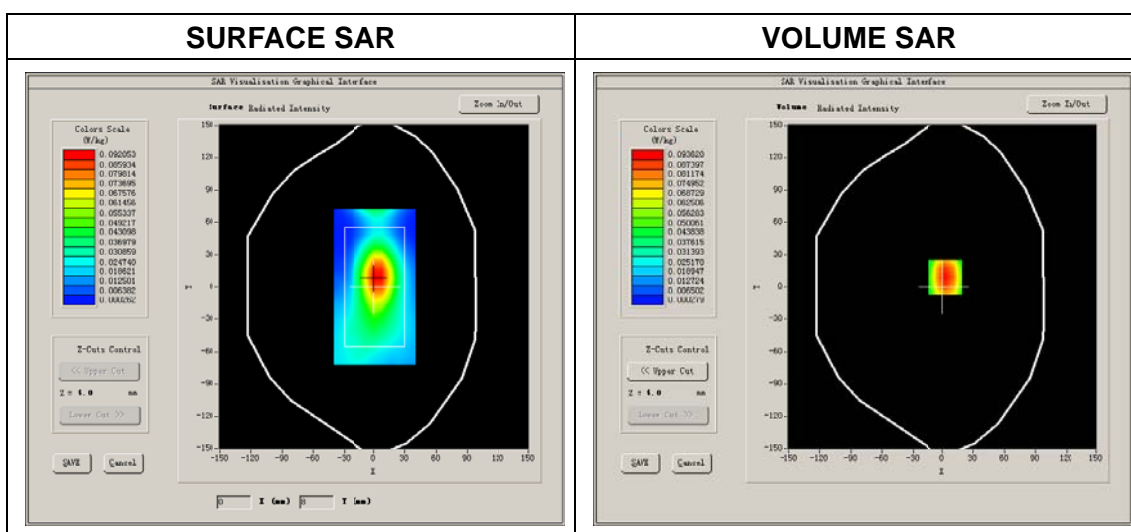 SURFACE SAR
VOLUME SAR
SAR Visualisation Graphical Interface
Surface Radiated Intensity
Zoom In/Out
Colors Scale
(W/kg)
0.092053
0.085934
0.079814
0.073695
0.067576
0.061456
0.055337
0.049217
0.043098
0.036979
0.030859
0.024740
0.018621
0.012501
0.006382
0.000262
Z-Cuts Control
<< Upper Cut
Z = 4.0 mm
Lower Cut >>
SAVE
Cancel
150
120
90
60
30
0
-30
-60
-90
-120
-150
Y
-150 -120 -90 -60 -30 0 30 60 90 120 150
X
0 X (mm) 8 Y (mm)
SAR Visualisation Graphical Interface
Volume Radiated Intensity
Zoom In/Out
Colors Scale
(W/kg)
0.093620
0.087397
0.081174
0.074952
0.068729
0.062506
0.056283
0.050061
0.043838
0.037615
0.031393
0.025170
0.018947
0.012724
0.006502
0.000279
Z-Cuts Control
<< Upper Cut
Z = 4.0 mm
Lower Cut >>
SAVE
Cancel
150
120
90
60
30
0
-30
-60
-90
-120
-150
Y
-150 -120 -90 -60 -30 0 30 60 90 120 150
X